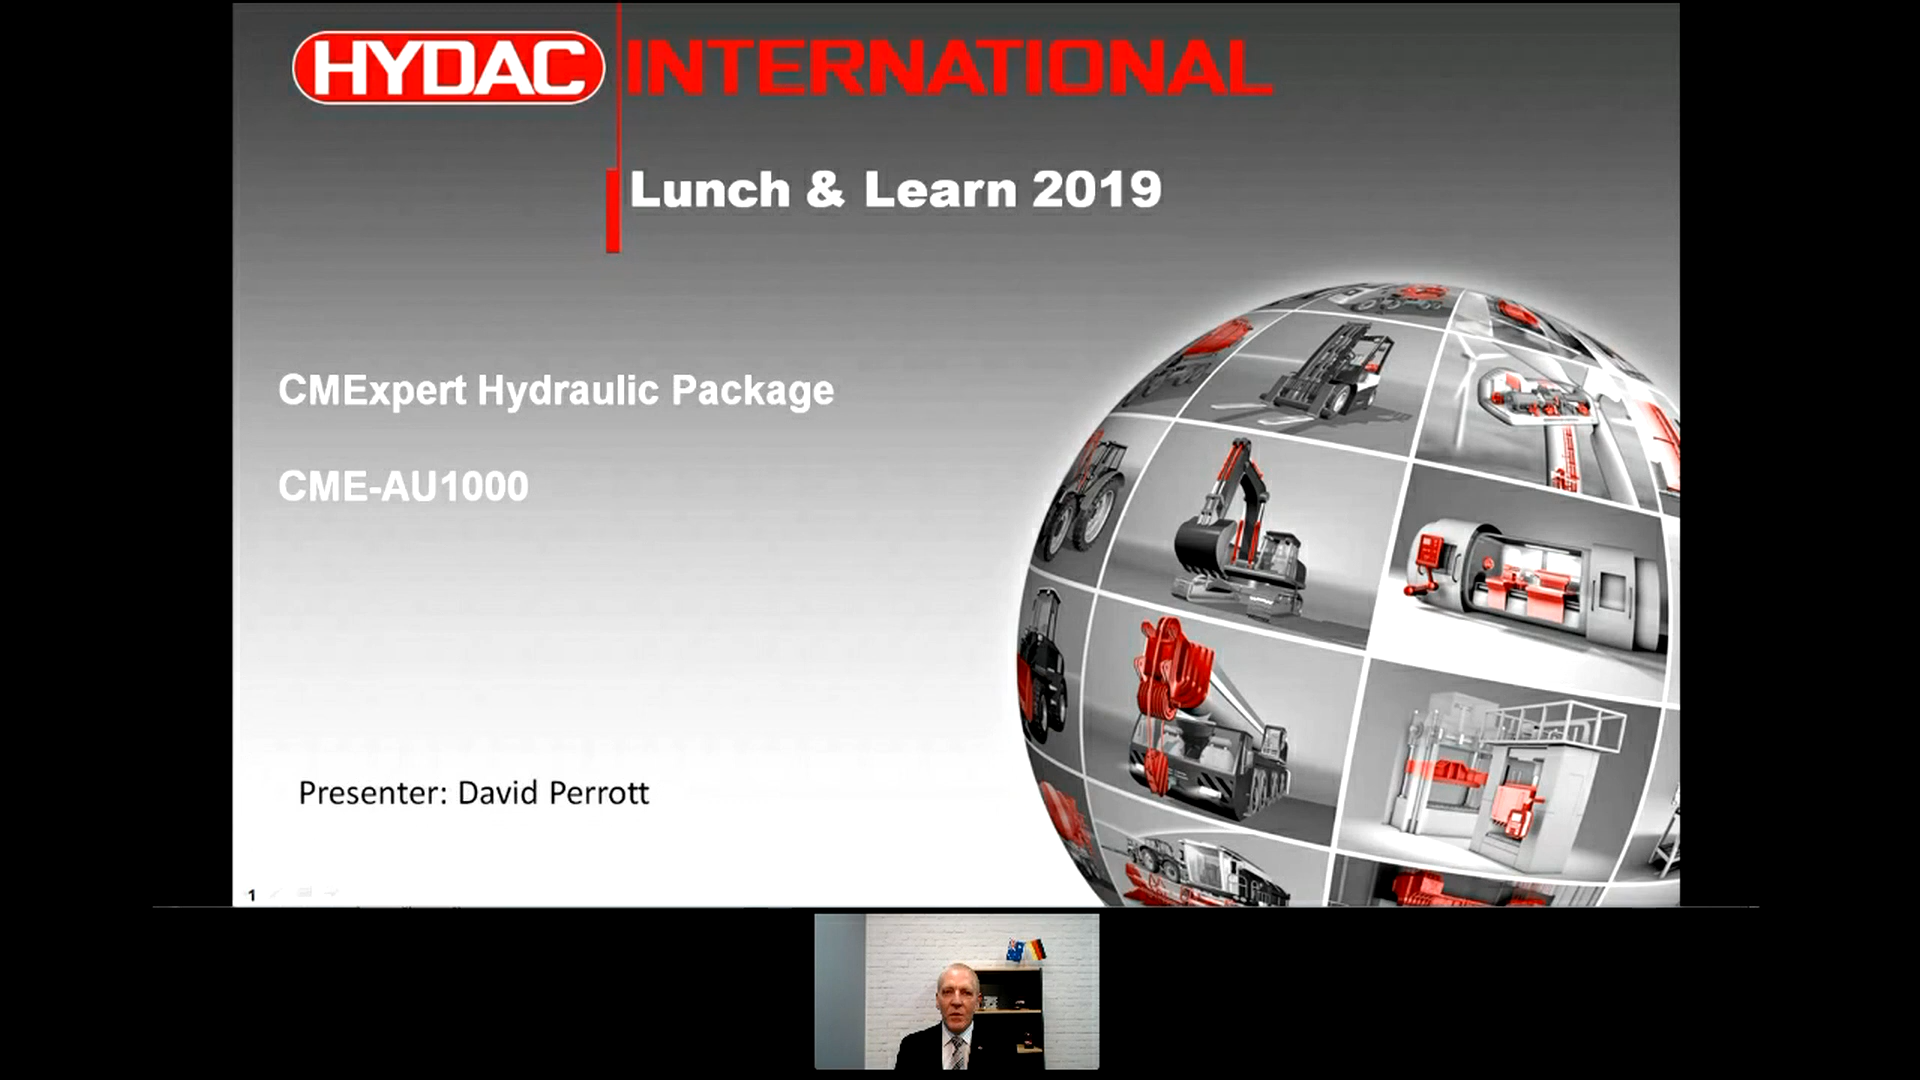 HYDAC INTERNATIONAL
Lunch & Learn 2019
CMExpert Hydraulic Package
CME-AU1000
Presenter: David Perrott
1